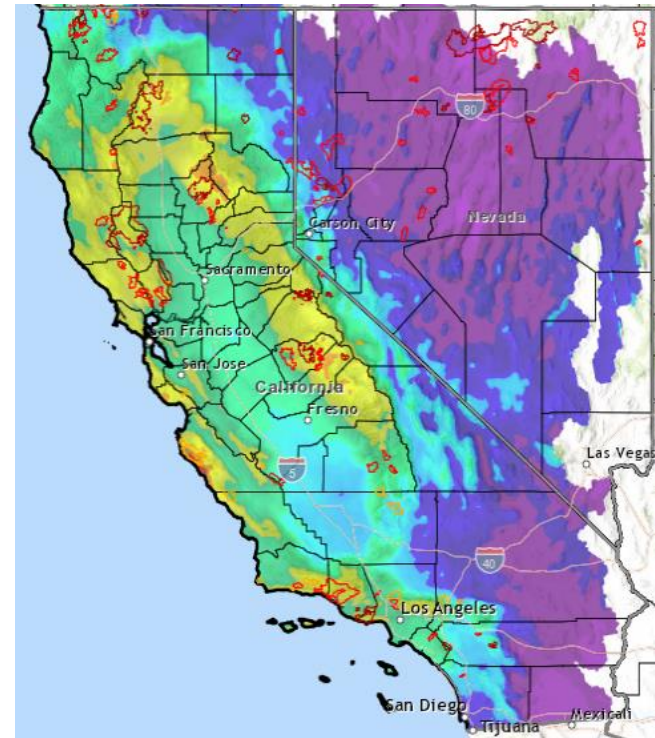 80
Carson City
Nevada
Sacramento
San Francisco
San Jose
California
Fresno
5
Las Vegas
40
Los Angeles
San Diego
Tijuana
Mexicali